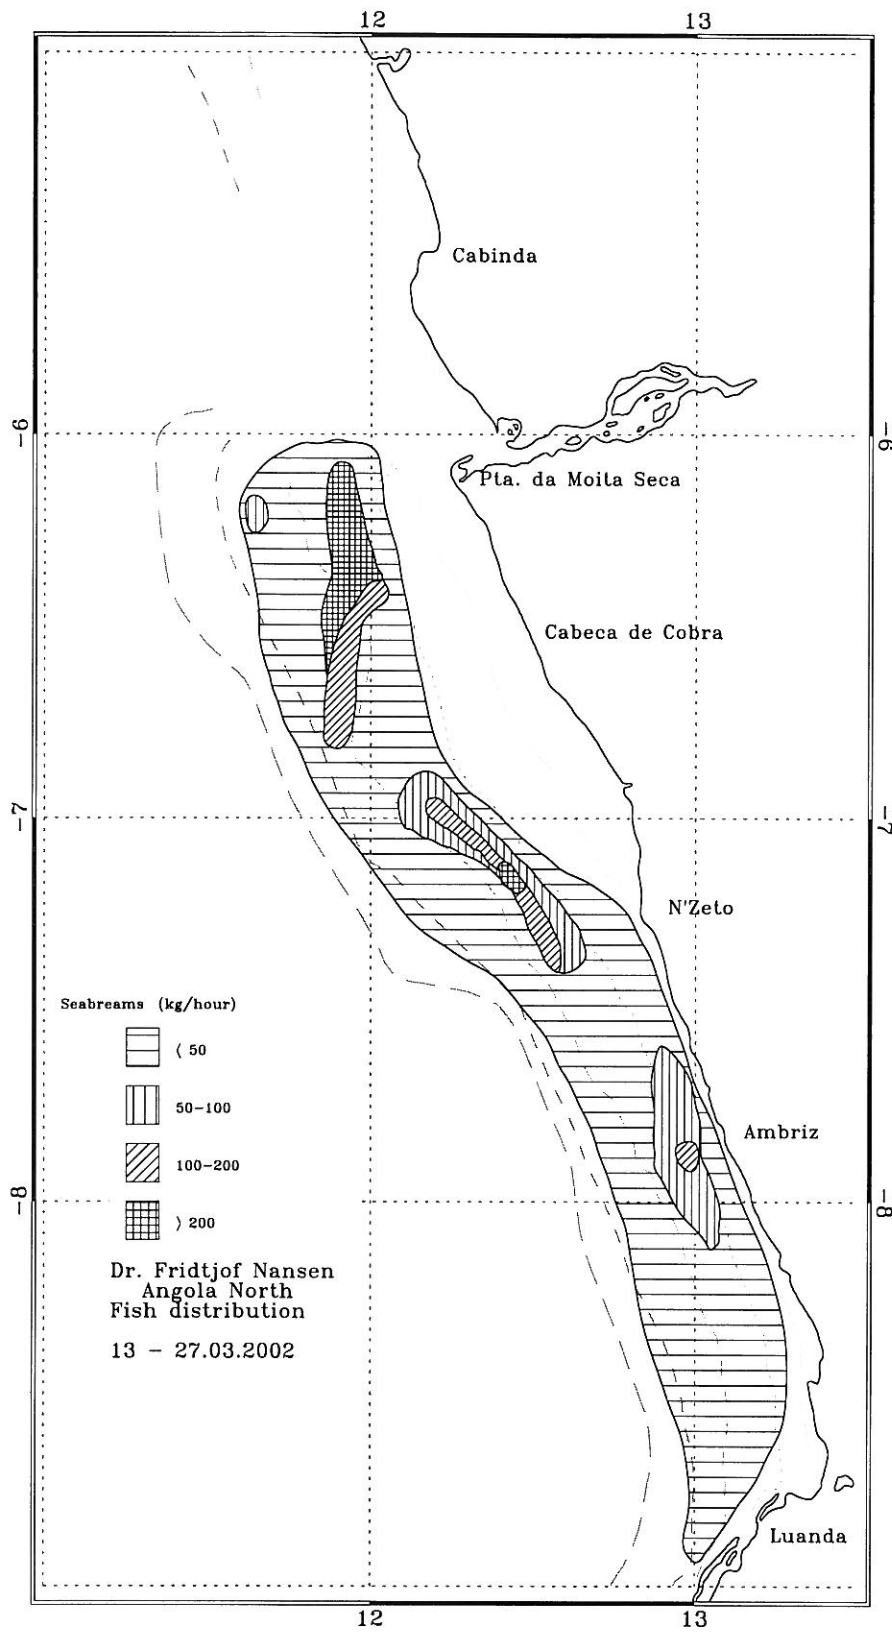 12 13
Cabinda
-6 -6
Pta. da Moita Seca
Cabeca de Cobra
-7 -7
N'Zeto
Seabreams (kg/hour)
⟨ 50
50-100
Ambriz
100-200
-8 -8
⟩ 200
Dr. Fridtjof Nansen
Angola North
Fish distribution
13 - 27.03.2002
Luanda
12 13